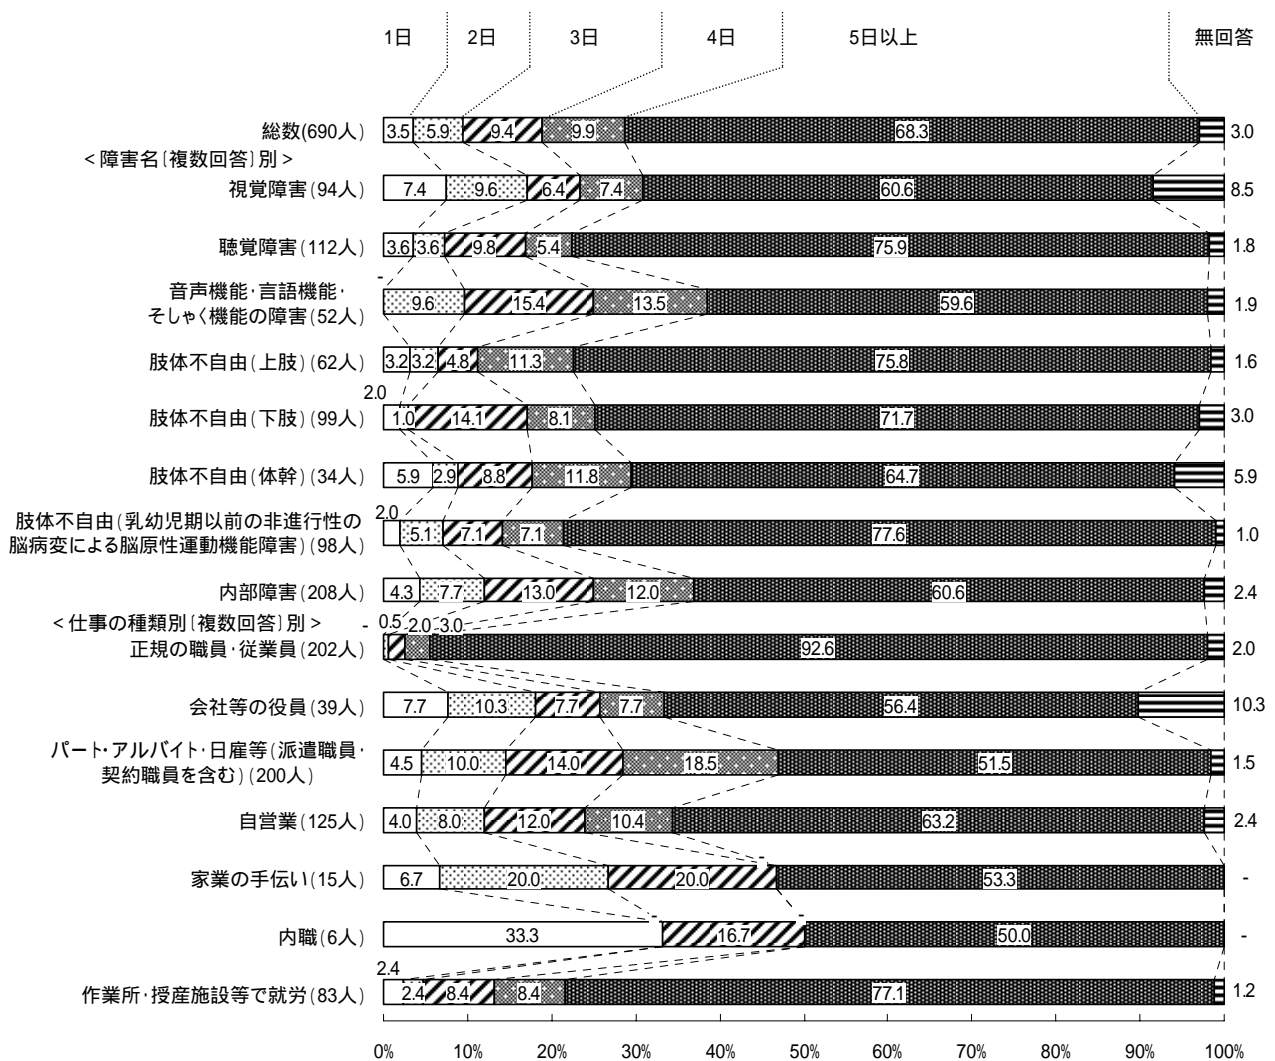 1日 2日 3日 4日 5日以上 無回答
総数(690人) 3.5 5.9 9.4 9.9 68.3 3.0
<障害名〔複数回答〕別>
視覚障害(94人) 7.4 9.6 6.4 7.4 60.6 8.5
聴覚障害(112人) 3.6 3.6 9.8 5.4 75.9 1.8
-
音声機能・言語機能・
そしゃく機能の障害(52人) 9.6 15.4 13.5 59.6 1.9
肢体不自由(上肢)(62人) 3.2 3.2 4.8 11.3 75.8 1.6
2.0
肢体不自由(下肢)(99人) 1.0 14.1 8.1 71.7 3.0
肢体不自由(体幹)(34人) 5.9 2.9 8.8 11.8 64.7 5.9
2.0
肢体不自由(乳幼児期以前の非進行性の
脳病変による脳原性運動機能障害)(98人) 5.1 7.1 7.1 77.6 1.0
内部障害(208人) 4.3 7.7 13.0 12.0 60.6 2.4
<仕事の種類別〔複数回答〕別> - 0.5 2.0 3.0
正規の職員・従業員(202人) 92.6 2.0
会社等の役員(39人) 7.7 10.3 7.7 7.7 56.4 10.3
パート・アルバイト・日雇等(派遣職員・
契約職員を含む)(200人) 4.5 10.0 14.0 18.5 51.5 1.5
自営業(125人) 4.0 8.0 12.0 10.4 63.2 2.4
-
家業の手伝い(15人) 6.7 20.0 20.0 53.3 -
- -
内職(6人) 33.3 16.7 50.0 -
2.4
作業所・授産施設等で就労(83人) 2.4 8.4 8.4 77.1 1.2
0% 10% 20% 30% 40% 50% 60% 70% 80% 90% 100%